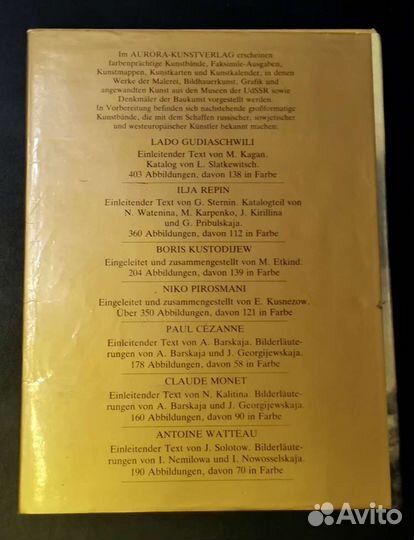 Im AURORA-KUNSTVERLAG erscheinen
farbenprächtige Kunstbände, Faksimile-Ausgaben,
Kunstmappen, Kunstkarten und Kunstkalender, in denen
Werke der Malerei, Bildhauerkunst, Grafik und
angewandten Kunst aus den Museen der UdSSR sowie
Denkmäler der Baukunst vorgestellt werden.
In Vorbereitung befinden sich nachstehende großformatige
Kunstbände, die mit dem Schaffen russischer, sowjetischer
und westeuropäischer Künstler bekannt machen:
LADO GUDIASCHWILI
Einleitender Text von M. Kagan.
Katalog von L. Slatkewitsch.
403 Abbildungen, davon 138 in Farbe
ILJA REPIN
Einleitender Text von G. Sternin. Katalogteil von
N. Watenina, M. Karpenko, J. Kirillina
und G. Pribulskaja.
360 Abbildungen, davon 112 in Farbe
BORIS KUSTODIJEW
Eingeleitet und zusammengestellt von M. Etkind.
204 Abbildungen, davon 139 in Farbe
NIKO PIROSMANI
Eingeleitet und zusammengestellt von E. Kusnezow.
Über 350 Abbildungen, davon 121 in Farbe
PAUL CÉZANNE
Einleitender Text von A. Barskaja. Bilderläute-
rungen von A. Barskaja und J. Georgijewskaja.
178 Abbildungen, davon 58 in Farbe
CLAUDE MONET
Einleitender Text von N. Kalitina. Bilderläute-
rungen von A. Barskaja und J. Georgijewskaja.
160 Abbildungen, davon 90 in Farbe
ANTOINE WATTEAU
Einleitender Text von J. Solotow. Bilderläute-
rungen von I. Nemilowa und I. Nowosselskaja.
190 Abbildungen, davon 70 in Farbe
Avito